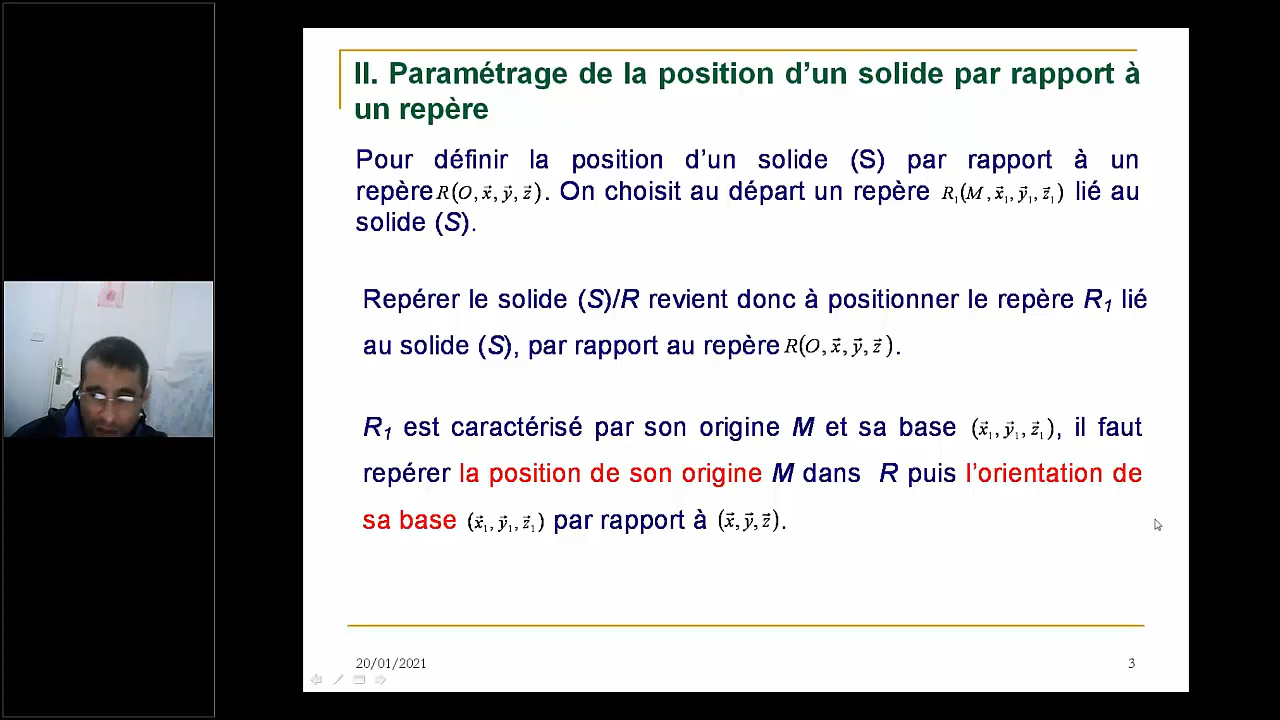 II. Paramétrage de la position d’un solide par rapport à
un repère
Pour définir la position d’un solide (S) par rapport à un
repère R(O, x⃗, y⃗, z⃗). On choisit au départ un repère R₁(M, x⃗₁, y⃗₁, z⃗₁) lié au
solide (S).
Repérer le solide (S)/R revient donc à positionner le repère R₁ lié
au solide (S), par rapport au repère R(O, x⃗, y⃗, z⃗).
R₁ est caractérisé par son origine M et sa base (x⃗₁, y⃗₁, z⃗₁), il faut
repérer la position de son origine M dans R puis l’orientation de
sa base (x⃗₁, y⃗₁, z⃗₁) par rapport à (x⃗, y⃗, z⃗).
20/01/2021
3